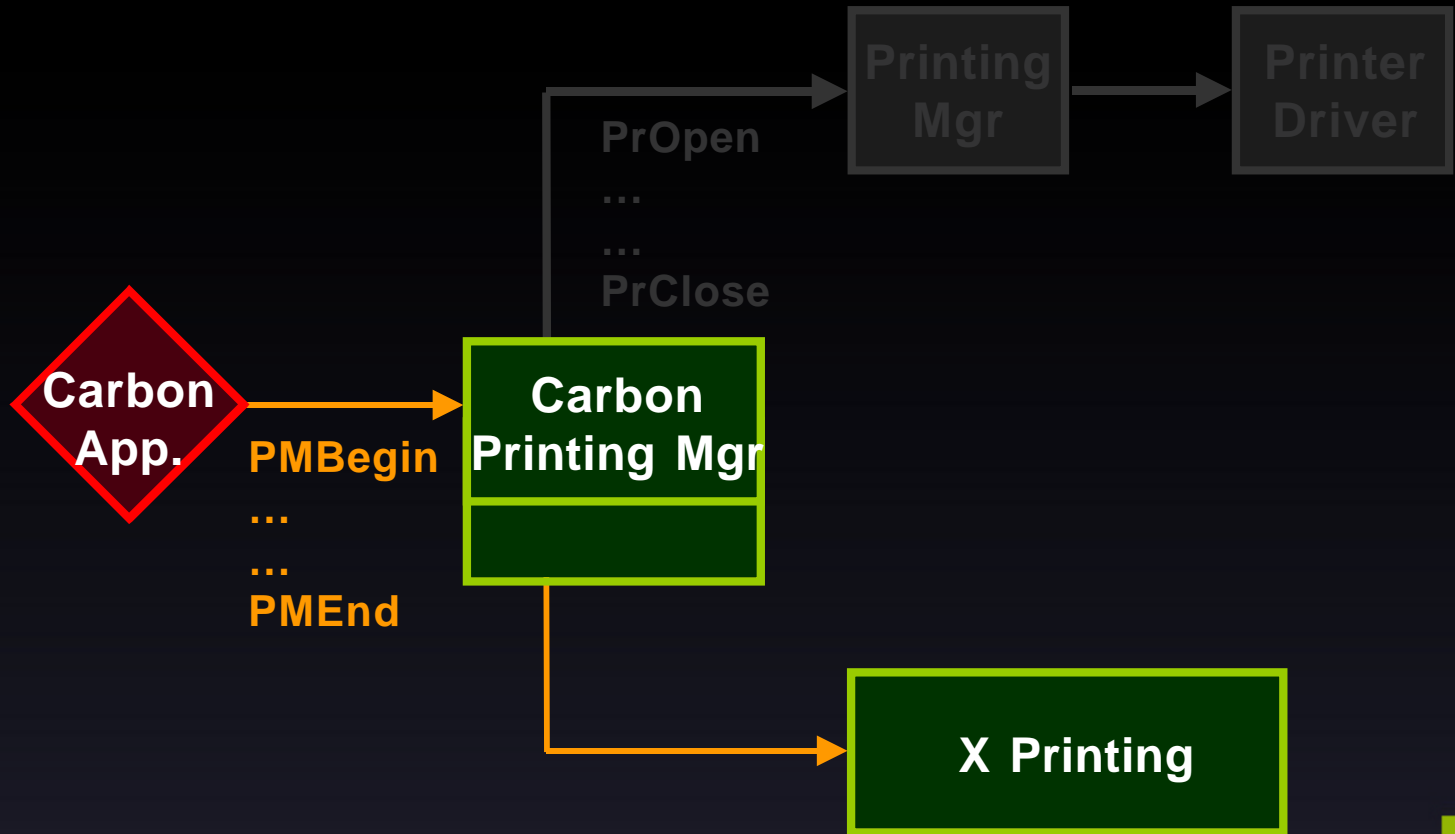 Printing
Mgr
Printer
Driver
PrOpen
...
...
PrClose
Carbon
App.
PMBegin
...
...
PMEnd
Carbon
Printing Mgr
X Printing